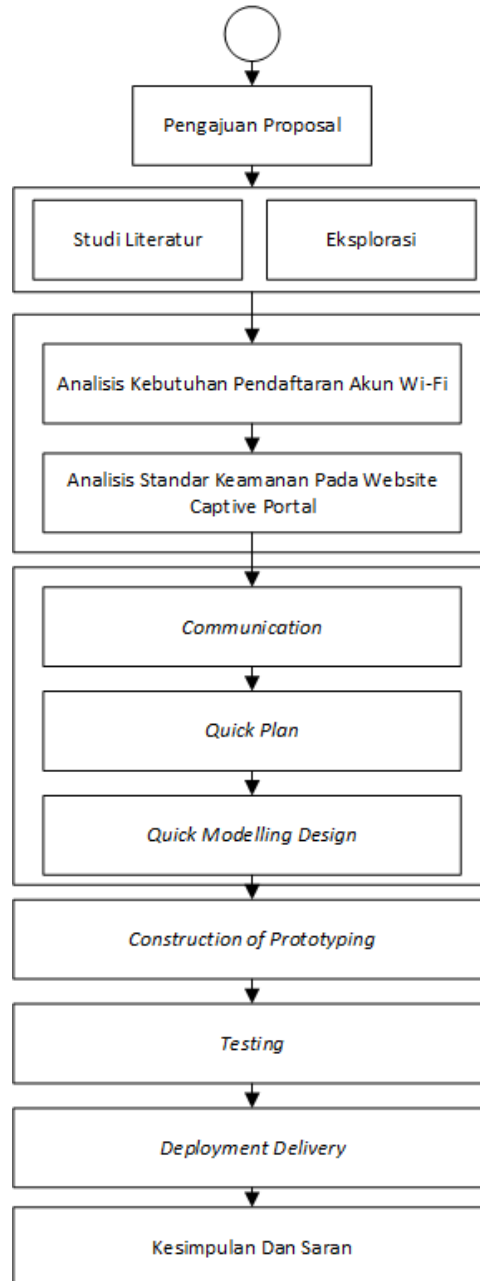 Pengajuan Proposal
Studi Literatur
Eksplorasi
Analisis Kebutuhan Pendaftaran Akun Wi-Fi
Analisis Standar Keamanan Pada Website
Captive Portal
Communication
Quick Plan
Quick Modelling Design
Construction of Prototyping
Testing
Deployment Delivery
Kesimpulan Dan Saran